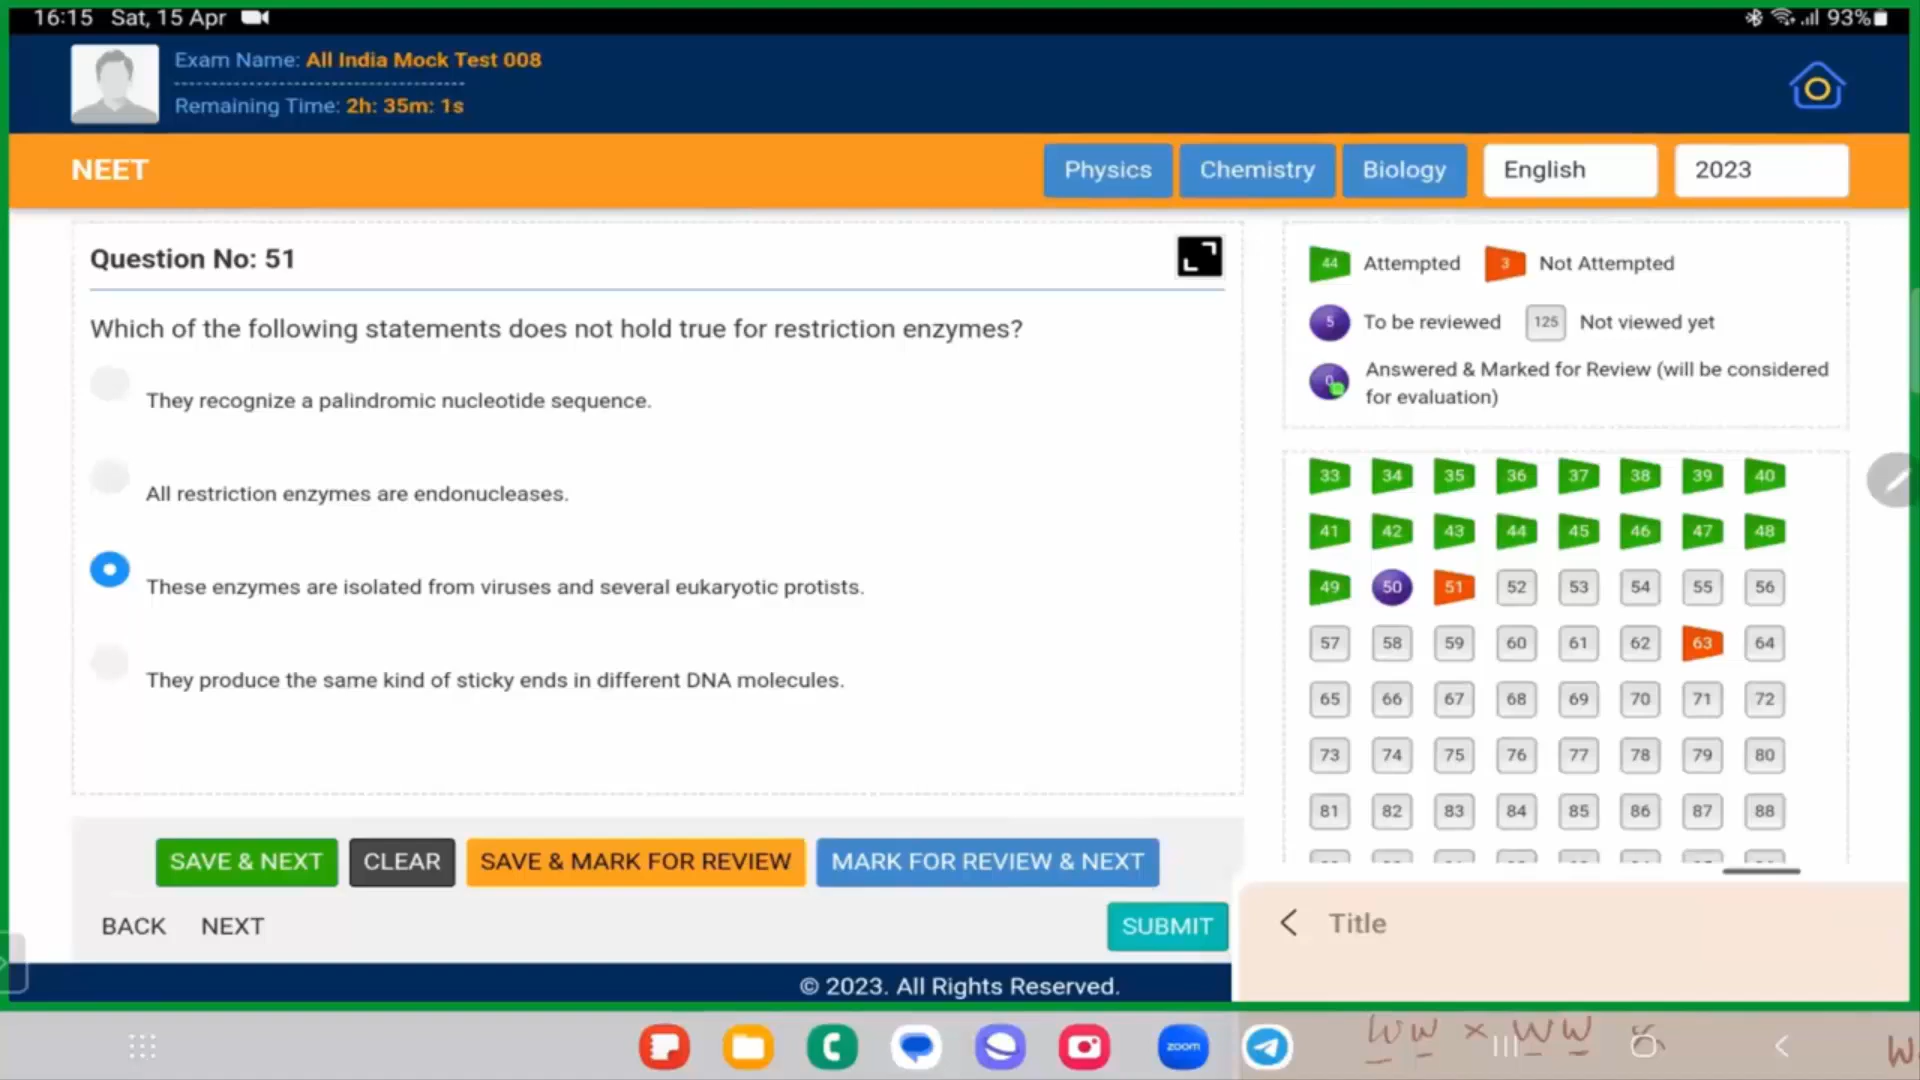 16:15 Sat, 15 Apr 93%
Exam Name: All India Mock Test 008
Remaining Time: 2h: 35m: 1s
NEET Physics Chemistry Biology English 2023
Question No: 51
Which of the following statements does not hold true for restriction enzymes?
They recognize a palindromic nucleotide sequence.
All restriction enzymes are endonucleases.
These enzymes are isolated from viruses and several eukaryotic protists.
They produce the same kind of sticky ends in different DNA molecules.
SAVE & NEXT CLEAR SAVE & MARK FOR REVIEW MARK FOR REVIEW & NEXT
BACK NEXT SUBMIT
© 2023. All Rights Reserved.
44 Attempted 3 Not Attempted
5 To be reviewed 125 Not viewed yet
0 Answered & Marked for Review (will be considered
for evaluation)
33 34 35 36 37 38 39 40
41 42 43 44 45 46 47 48
49 50 51 52 53 54 55 56
57 58 59 60 61 62 63 64
65 66 67 68 69 70 71 72
73 74 75 76 77 78 79 80
81 82 83 84 85 86 87 88
Title
zoom
WW × WW
W